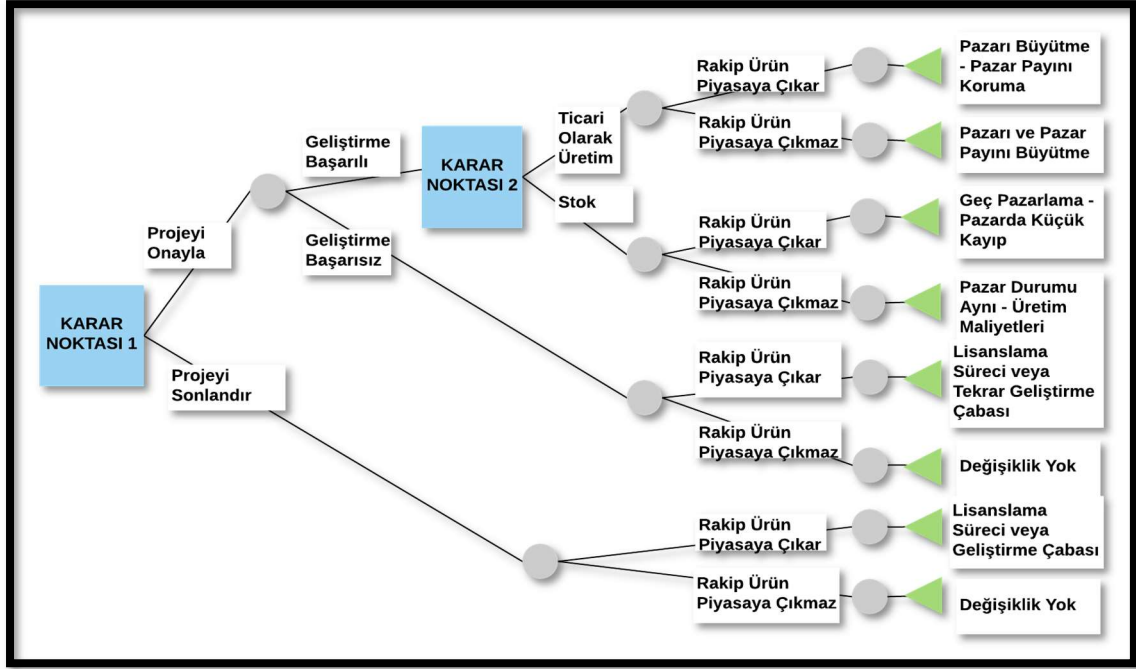 Pazarı Büyütme
- Pazar Payını
Koruma
Rakip Ürün
Piyasaya Çıkar
Ticari
Olarak
Üretim
Rakip Ürün
Piyasaya Çıkmaz
Pazarı ve Pazar
Payını Büyütme
Geliştirme
Başarılı
KARAR
NOKTASI 2
Stok
Geç Pazarlama -
Pazarda Küçük
Kayıp
Rakip Ürün
Piyasaya Çıkar
Projeyi
Onayla
Geliştirme
Başarısız
Rakip Ürün
Piyasaya Çıkmaz
Pazar Durumu
Aynı - Üretim
Maliyetleri
KARAR
NOKTASI 1
Rakip Ürün
Piyasaya Çıkar
Lisanslama
Süreci veya
Tekrar Geliştirme
Çabası
Projeyi
Sonlandır
Rakip Ürün
Piyasaya Çıkmaz
Değişiklik Yok
Rakip Ürün
Piyasaya Çıkar
Lisanslama
Süreci veya
Geliştirme Çabası
Rakip Ürün
Piyasaya Çıkmaz
Değişiklik Yok